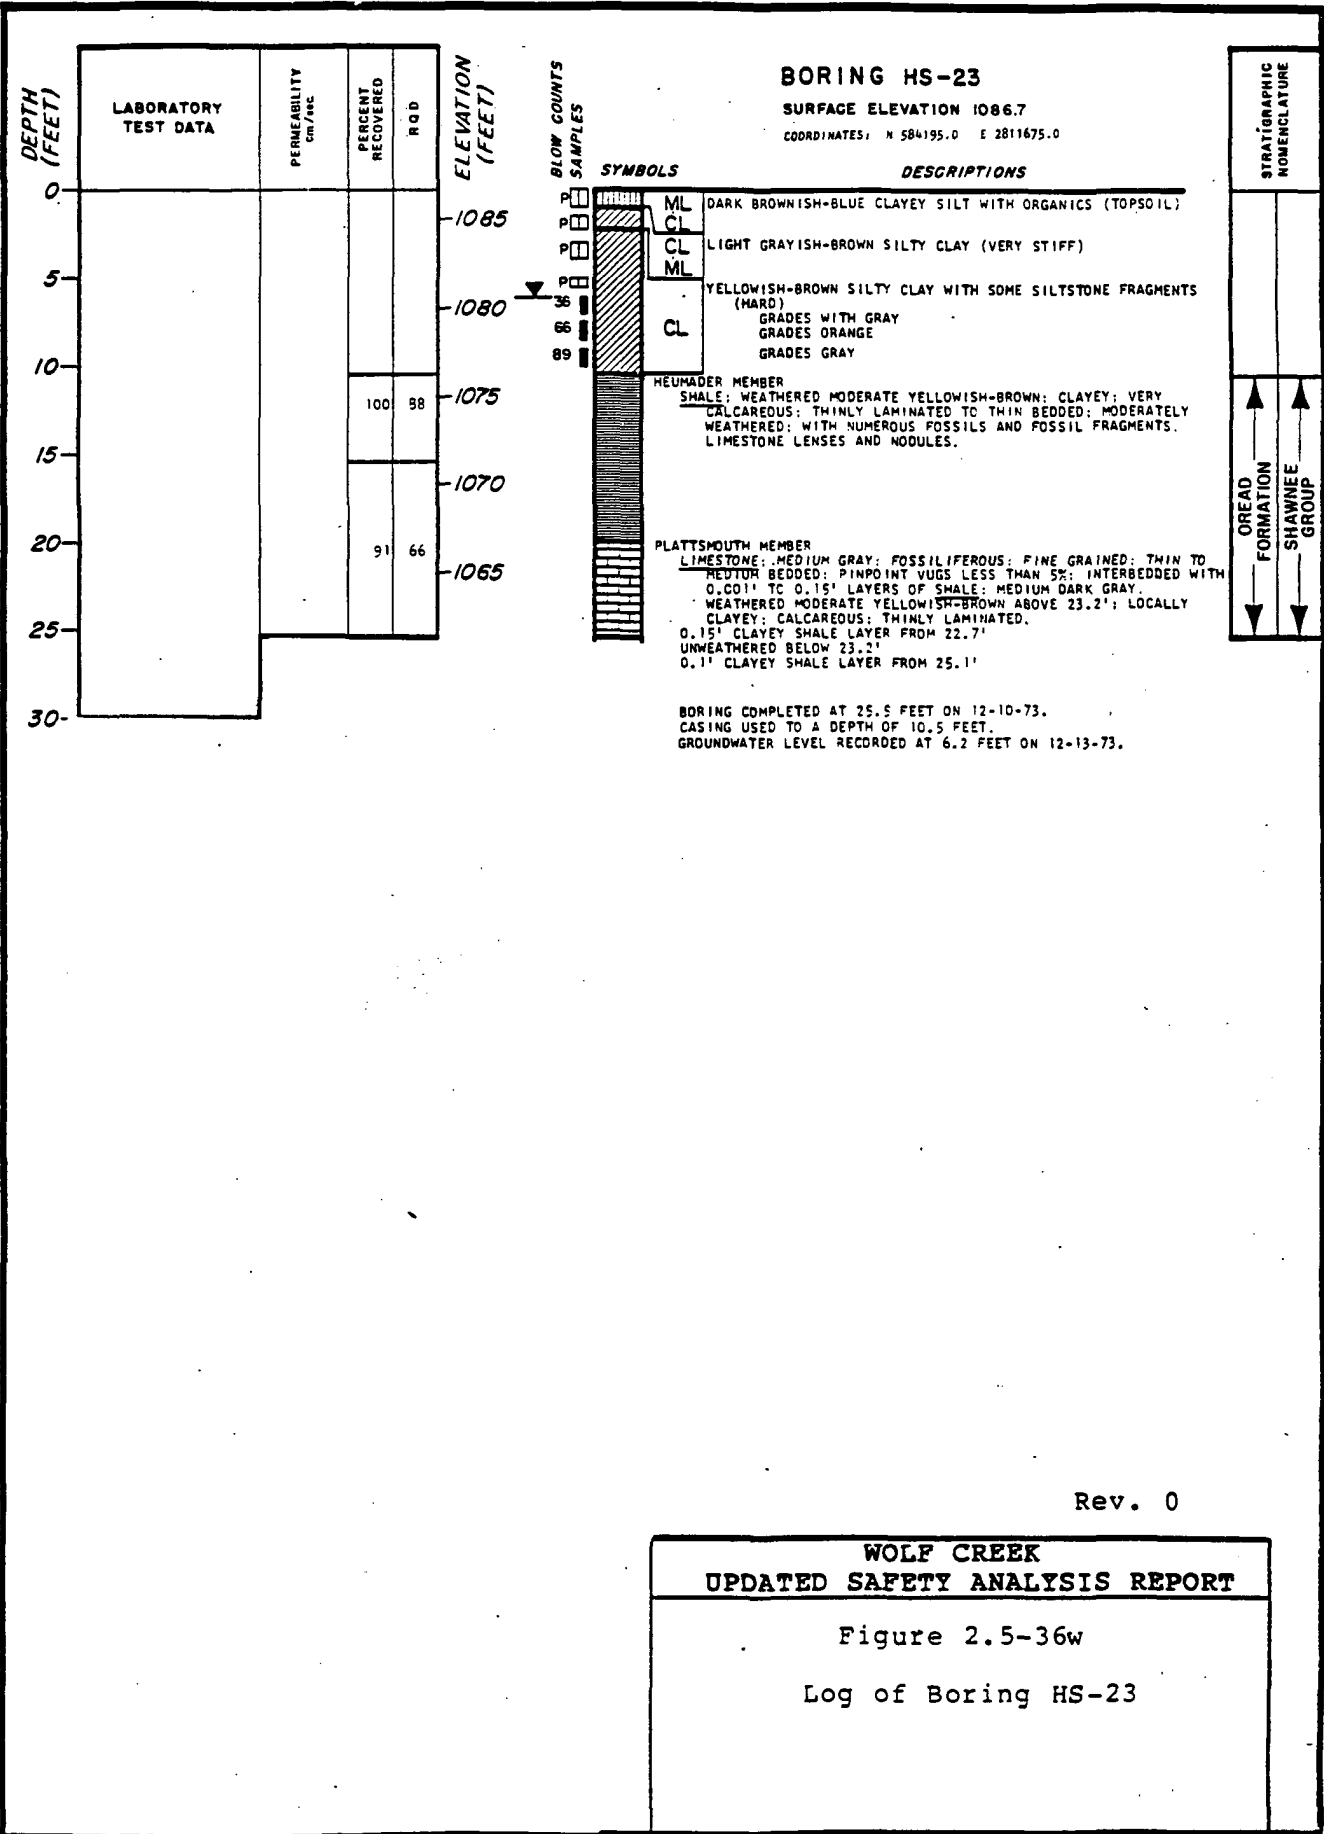 DEPTH
(FEET)
LABORATORY
TEST DATA
PERMEABILITY
cm/sec
PERCENT
RECOVERED
RQD
ELEVATION
(FEET)
BLOW COUNTS
SAMPLES
SYMBOLS
BORING HS-23
SURFACE ELEVATION 1086.7
COORDINATES: N 584195.0 E 2811675.0
DESCRIPTIONS
STRATIGRAPHIC
NOMENCLATURE
0
5
10
15
20
25
30
100 88
91 66
1085
1080
1075
1070
1065
P
P
P
P
36
66
89
ML
CL
CL
ML
CL
DARK BROWNISH-BLUE CLAYEY SILT WITH ORGANICS (TOPSOIL)
LIGHT GRAYISH-BROWN SILTY CLAY (VERY STIFF)
YELLOWISH-BROWN SILTY CLAY WITH SOME SILTSTONE FRAGMENTS
(HARD)
GRADES WITH GRAY
GRADES ORANGE
GRADES GRAY
HEUMADER MEMBER
SHALE: WEATHERED MODERATE YELLOWISH-BROWN: CLAYEY: VERY
CALCAREOUS: THINLY LAMINATED TO THIN BEDDED: MODERATELY
WEATHERED: WITH NUMEROUS FOSSILS AND FOSSIL FRAGMENTS.
LIMESTONE LENSES AND NODULES.
PLATTSMOUTH MEMBER
LIMESTONE: MEDIUM GRAY: FOSSILIFEROUS: FINE GRAINED: THIN TO
MEDIUM BEDDED: PINPOINT VUGS LESS THAN 5%: INTERBEDDED WITH
0.001' TO 0.15' LAYERS OF SHALE: MEDIUM DARK GRAY.
WEATHERED MODERATE YELLOWISH-BROWN ABOVE 23.2': LOCALLY
CLAYEY: CALCAREOUS: THINLY LAMINATED.
0.15' CLAYEY SHALE LAYER FROM 22.7'
UNWEATHERED BELOW 23.2'
0.1' CLAYEY SHALE LAYER FROM 25.1'
BORING COMPLETED AT 25.5 FEET ON 12-10-73.
CASING USED TO A DEPTH OF 10.5 FEET.
GROUNDWATER LEVEL RECORDED AT 6.2 FEET ON 12-13-73.
OREAD
FORMATION
SHAWNEE
GROUP
Rev. 0
WOLF CREEK
UPDATED SAFETY ANALYSIS REPORT
Figure 2.5-36w
Log of Boring HS-23